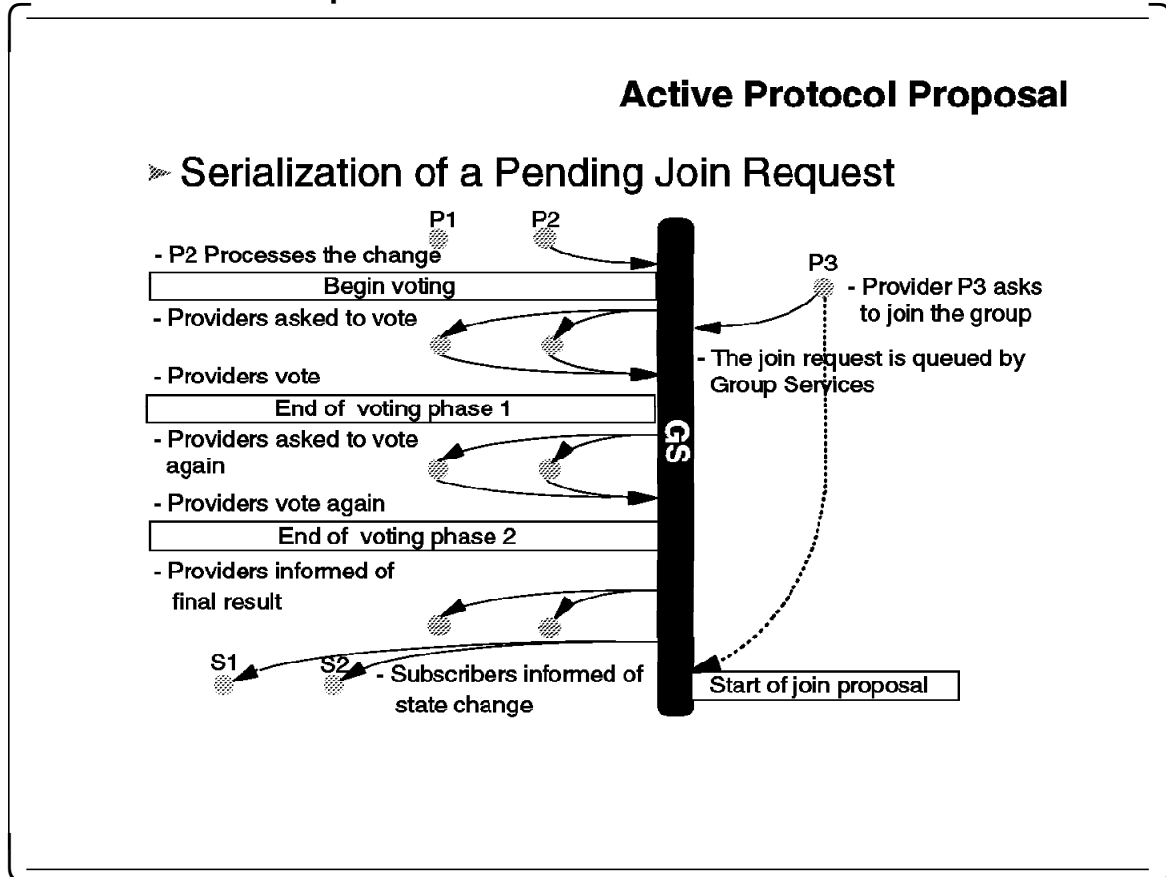 Active Protocol Proposal
Serialization of a Pending Join Request
P1
P2
- P2 Processes the change
Begin voting
P3
- Provider P3 asks
to join the group
- Providers asked to vote
- The join request is queued by
Group Services
- Providers vote
End of voting phase 1
GS
- Providers asked to vote
again
- Providers vote again
End of voting phase 2
- Providers informed of
final result
S1
S2
- Subscribers informed of
state change
Start of join proposal